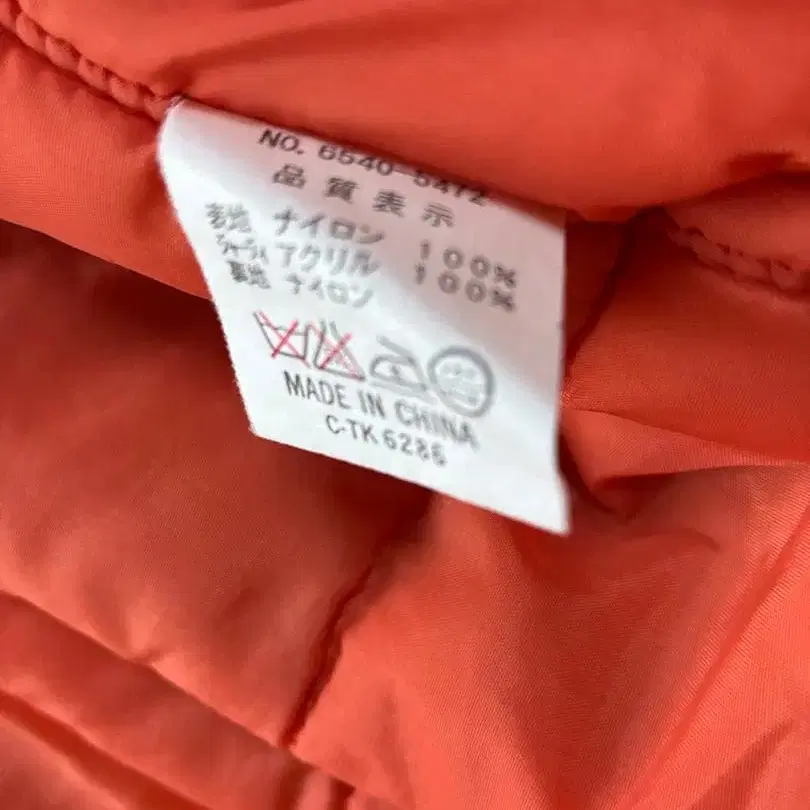 NO. 6540-5472
品質表示
表地 ナイロン 100%
アクリル 100%
裏地 ナイロン
MADE IN CHINA
C-TK 6286